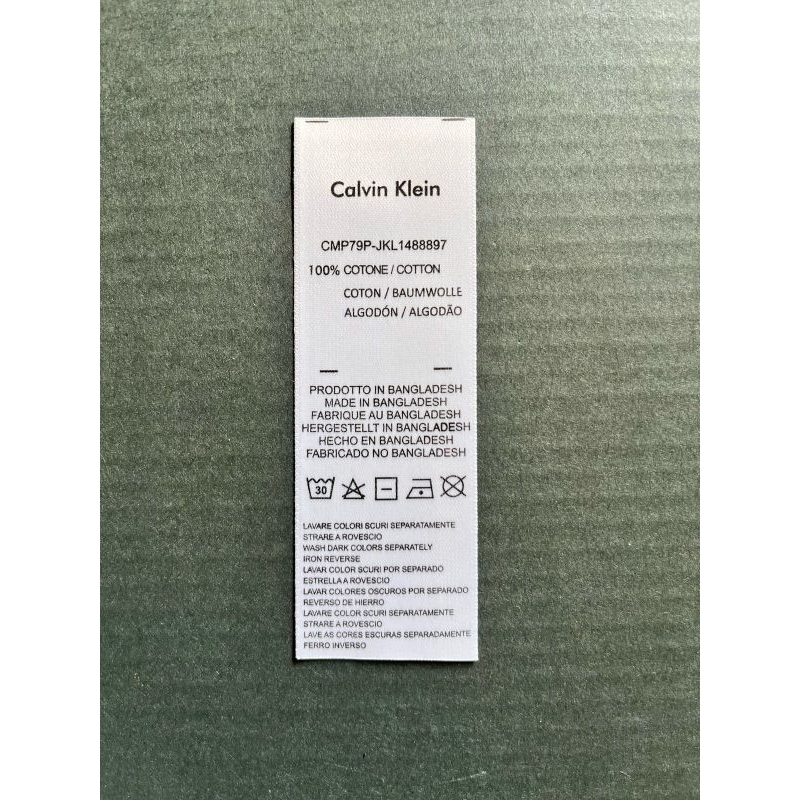 Calvin Klein
CMP79P-JKL1488897
100% COTONE / COTTON
COTON / BAUMWOLLE
ALGODÓN / ALGODÃO
PRODOTTO IN BANGLADESH
MADE IN BANGLADESH
FABRIQUE AU BANGLADESH
HERGESTELLT IN BANGLADESH
HECHO EN BANGLADESH
FABRICADO NO BANGLADESH
30
LAVARE COLORI SCURI SEPARATAMENTE
STRARE A ROVESCIO
WASH DARK COLORS SEPARATELY
IRON REVERSE
LAVAR COLOR SCURI POR SEPARADO
ESTRELLA A ROVESCIO
LAVAR COLORES OSCUROS POR SEPARADO
REVERSO DE HIERRO
LAVARE COLOR SCURI SEPARATAMENTE
STRARE A ROVESCIO
LAVE AS CORES ESCURAS SEPARADAMENTE
FERRO INVERSO